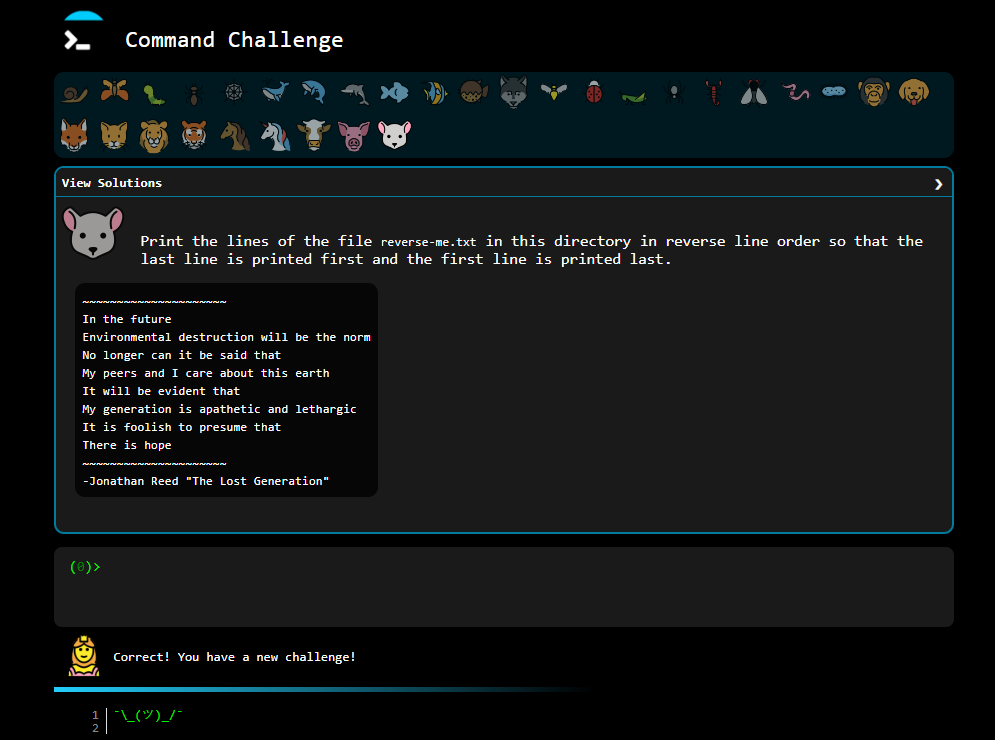 Command Challenge
View Solutions
Print the lines of the file reverse-me.txt in this directory in reverse line order so that the
last line is printed first and the first line is printed last.
~~~~~~~~~~~~~~~~~~~~~
In the future
Environmental destruction will be the norm
No longer can it be said that
My peers and I care about this earth
It will be evident that
My generation is apathetic and lethargic
It is foolish to presume that
There is hope
~~~~~~~~~~~~~~~~~~~~~
-Jonathan Reed "The Lost Generation"
(0)>
Correct! You have a new challenge!
1 ¯\_(ツ)_/¯
2